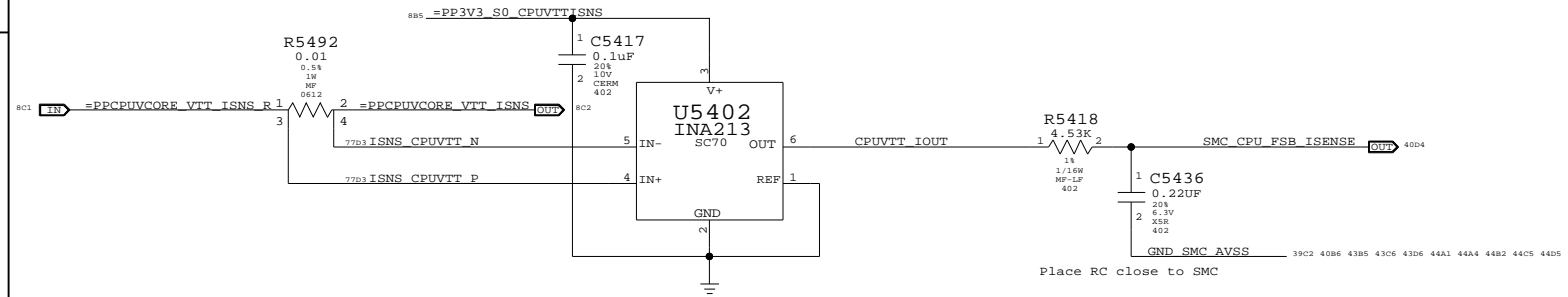 8B5 =PP3V3_S0_CPUVTTISNS
R5492
0.01
0.5%
1W
MF
0612
1 C5417
0.1uF
20%
10V
2 CERM
402
3
V+
8C1 IN =PPCPUVCORE_VTT_ISNS_R 1 2 =PPCPUVCORE_VTT_ISNS OUT 8C2
3 4
U5402
INA213
SC70
77D3 ISNS_CPUVTT_N 5 IN- OUT 6 CPUVTT_IOUT
77D3 ISNS_CPUVTT_P 4 IN+ REF 1
GND
2
R5418
4.53K
1 2 SMC_CPU_FSB_ISENSE OUT 40D4
1%
1/16W
MF-LF
402
1 C5436
0.22UF
20%
2 6.3V
X5R
402
GND_SMC_AVSS 39C2 40B6 43B5 43C6 43D6 44A1 44A4 44B2 44C5 44D5
Place RC close to SMC